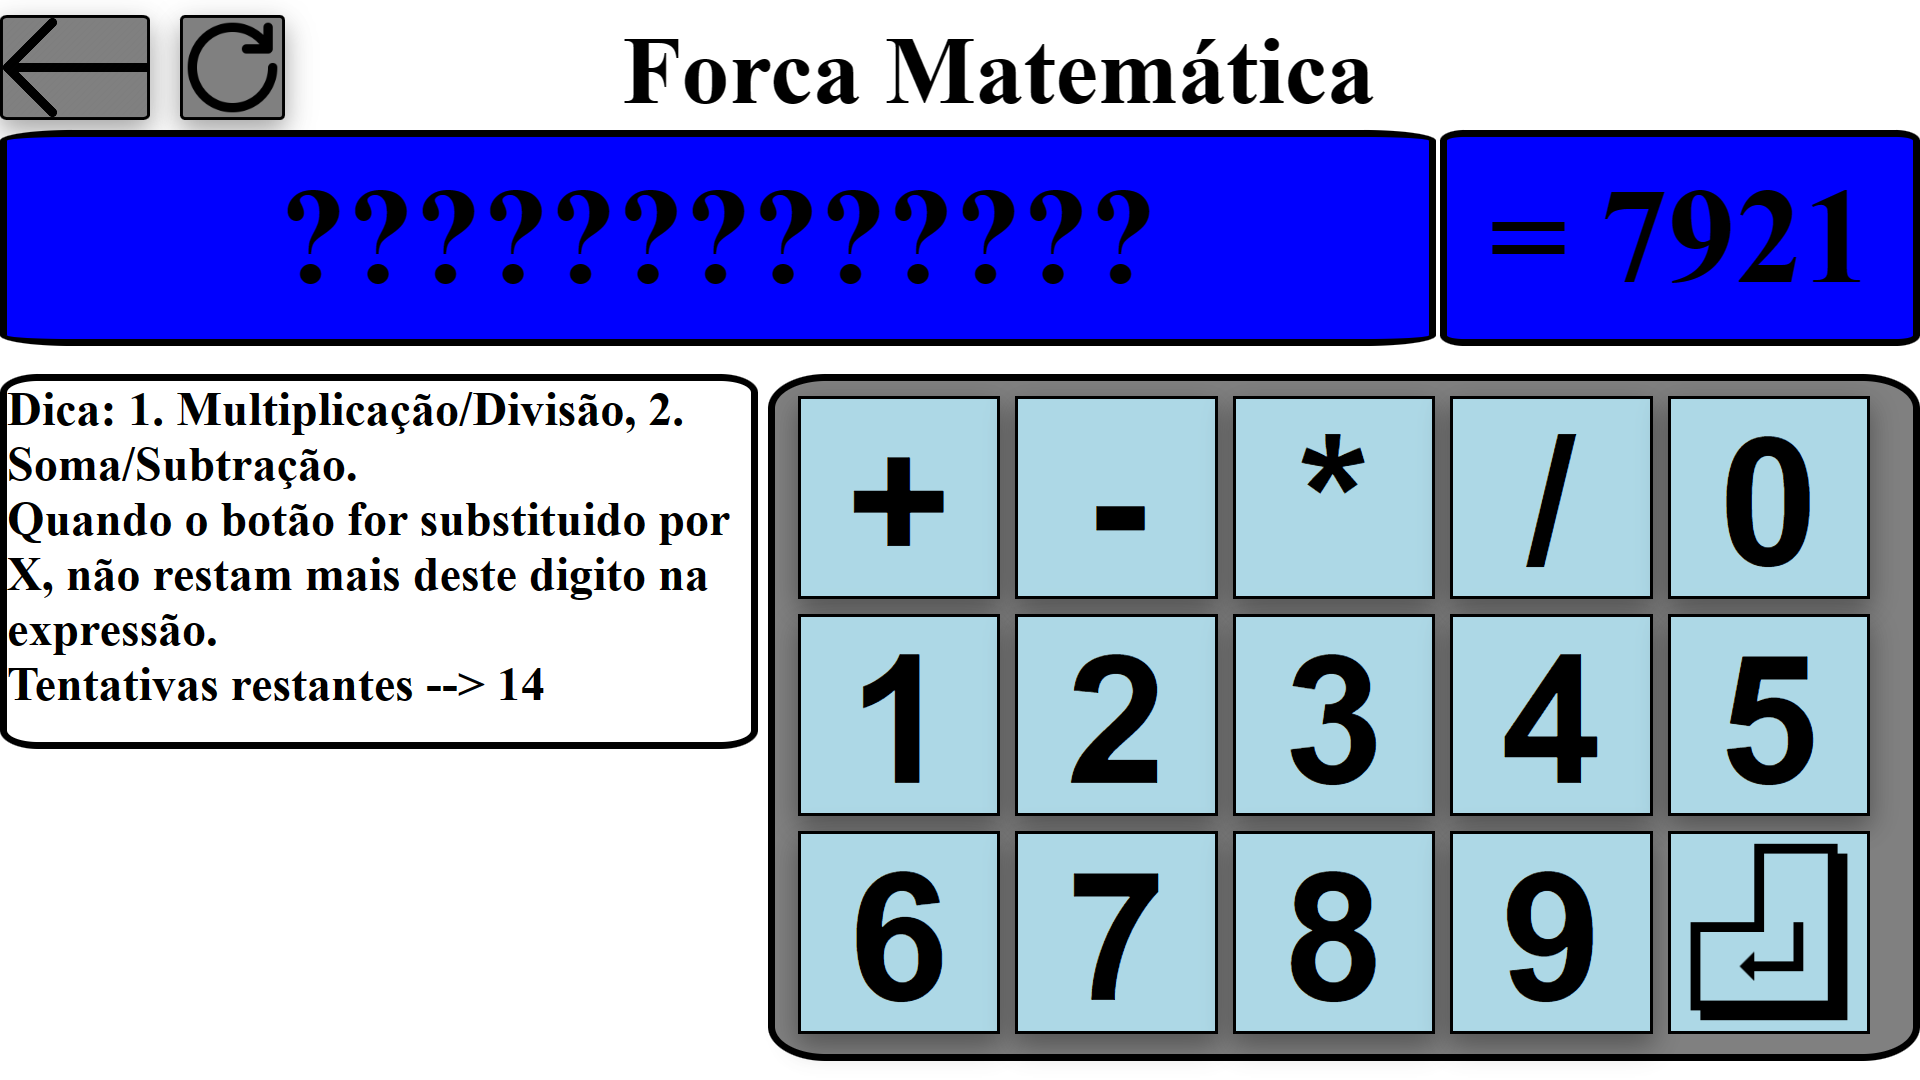 Forca Matemática
????????????? = 7921
Dica: 1. Multiplicação/Divisão, 2.
Soma/Subtração.
Quando o botão for substituido por
X, não restam mais deste digito na
expressão.
Tentativas restantes --> 14
+ - * / 0
1 2 3 4 5
6 7 8 9